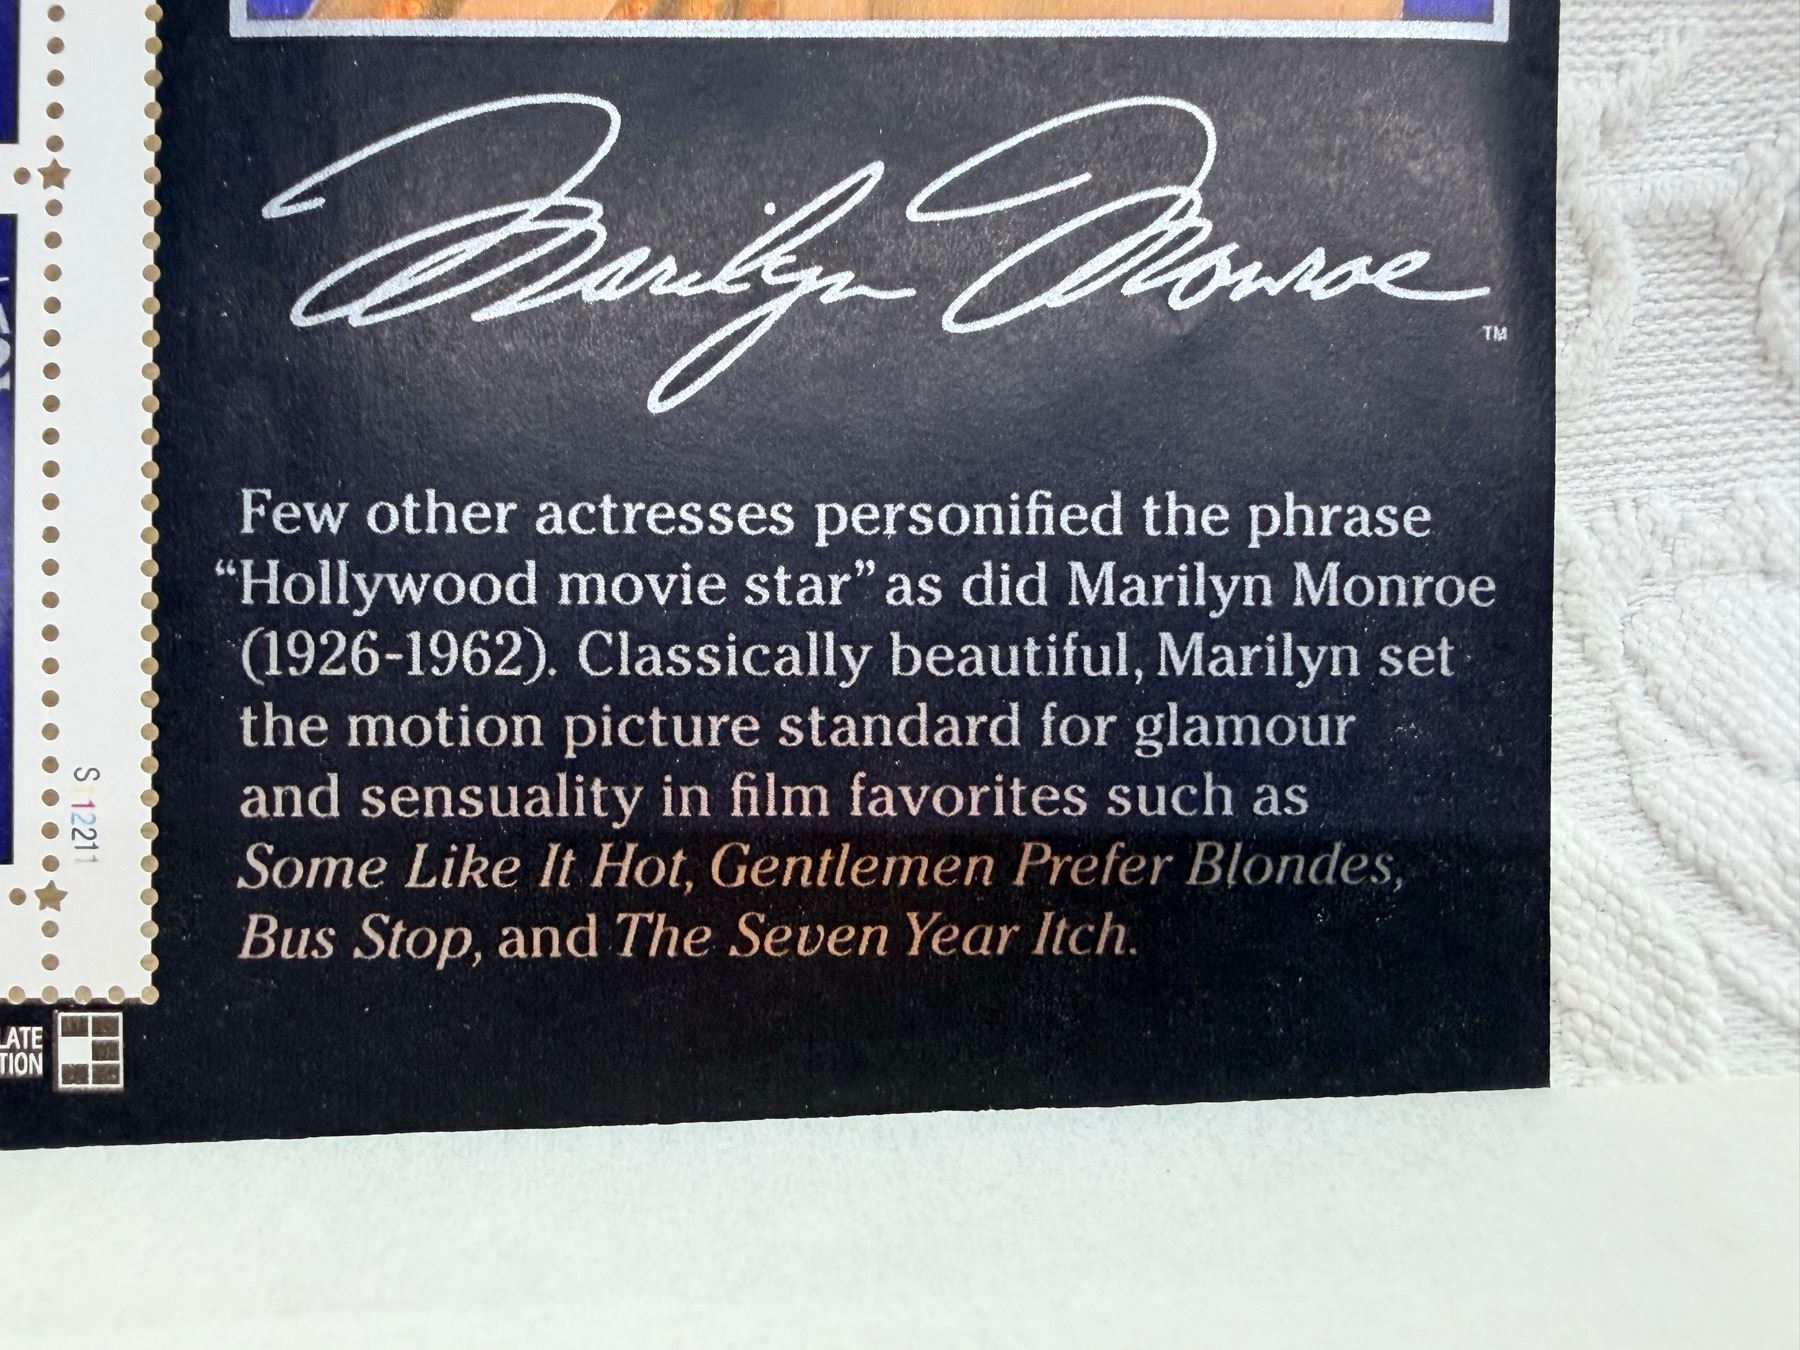 Marilyn Monroe
TM
Few other actresses personified the phrase
“Hollywood movie star” as did Marilyn Monroe
(1926-1962). Classically beautiful, Marilyn set
the motion picture standard for glamour
and sensuality in film favorites such as
Some Like It Hot, Gentlemen Prefer Blondes,
Bus Stop, and The Seven Year Itch.
S112211
LATE
TION